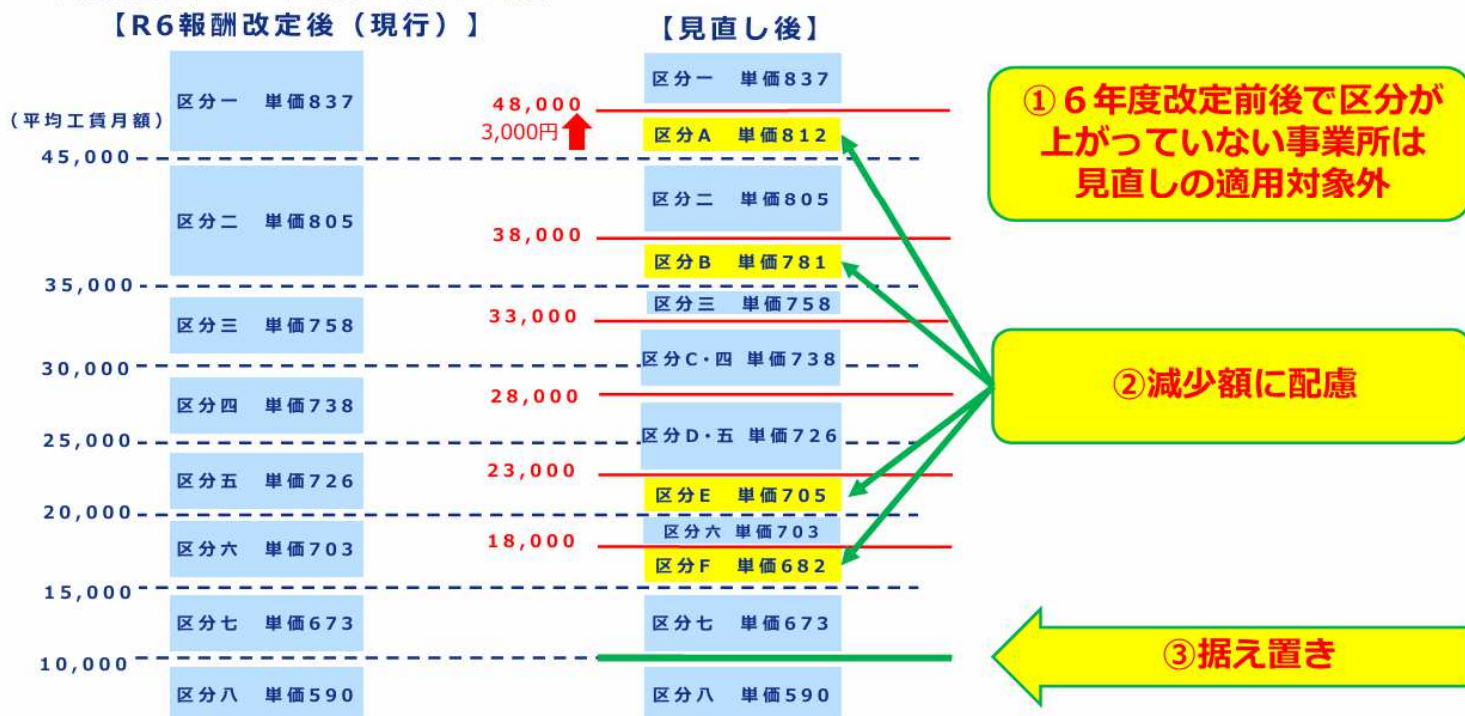 【R6報酬改定後（現行）】
【見直し後】
(平均工賃月額)
区分一　単価837
45,000
区分二　単価805
35,000
区分三　単価758
30,000
区分四　単価738
25,000
区分五　単価726
20,000
区分六　単価703
15,000
区分七　単価673
10,000
区分八　単価590
区分一　単価837
48,000
3,000円
区分A　単価812
区分二　単価805
38,000
区分B　単価781
区分三　単価758
33,000
区分C・四 単価738
28,000
区分D・五 単価726
23,000
区分E　単価705
区分六 単価703
18,000
区分F　単価682
区分七　単価673
区分八　単価590
①６年度改定前後で区分が
上がっていない事業所は
見直しの適用対象外
②減少額に配慮
③据え置き